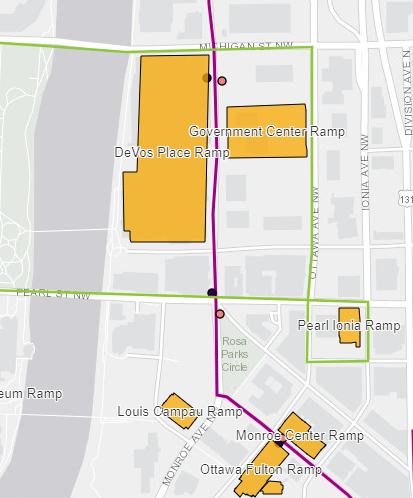 MICHIGAN ST NW
DIVISION AVE N
Government Center Ramp
DeVos Place Ramp
IONIA AVE NW
OTTAWA AVE NW
131
PEARL ST NW
Pearl Ionia Ramp
Rosa
Parks
Circle
eum Ramp
Louis Campau Ramp
MONROE AVE N
Monroe Center Ramp
Ottawa Fulton Ramp